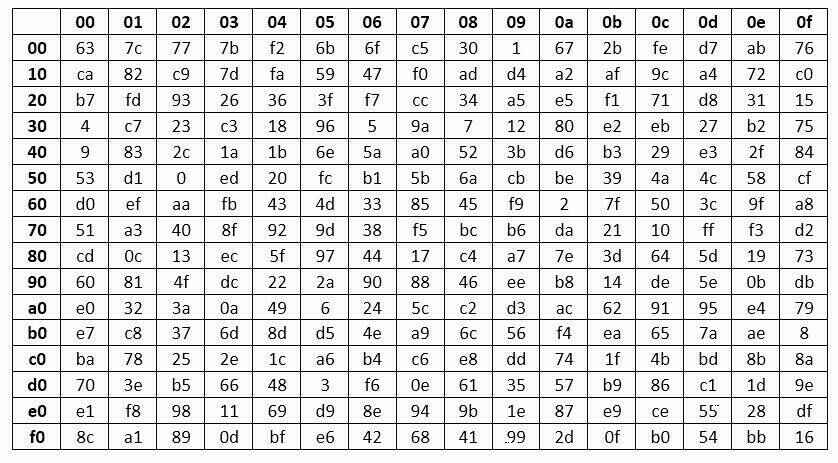 00 01 02 03 04 05 06 07 08 09 0a 0b 0c 0d 0e 0f
00 63 7c 77 7b f2 6b 6f c5 30 1 67 2b fe d7 ab 76
10 ca 82 c9 7d fa 59 47 f0 ad d4 a2 af 9c a4 72 c0
20 b7 fd 93 26 36 3f f7 cc 34 a5 e5 f1 71 d8 31 15
30 4 c7 23 c3 18 96 5 9a 7 12 80 e2 eb 27 b2 75
40 9 83 2c 1a 1b 6e 5a a0 52 3b d6 b3 29 e3 2f 84
50 53 d1 0 ed 20 fc b1 5b 6a cb be 39 4a 4c 58 cf
60 d0 ef aa fb 43 4d 33 85 45 f9 2 7f 50 3c 9f a8
70 51 a3 40 8f 92 9d 38 f5 bc b6 da 21 10 ff f3 d2
80 cd 0c 13 ec 5f 97 44 17 c4 a7 7e 3d 64 5d 19 73
90 60 81 4f dc 22 2a 90 88 46 ee b8 14 de 5e 0b db
a0 e0 32 3a 0a 49 6 24 5c c2 d3 ac 62 91 95 e4 79
b0 e7 c8 37 6d 8d d5 4e a9 6c 56 f4 ea 65 7a ae 8
c0 ba 78 25 2e 1c a6 b4 c6 e8 dd 74 1f 4b bd 8b 8a
d0 70 3e b5 66 48 3 f6 0e 61 35 57 b9 86 c1 1d 9e
e0 e1 f8 98 11 69 d9 8e 94 9b 1e 87 e9 ce 55 28 df
f0 8c a1 89 0d bf e6 42 68 41 99 2d 0f b0 54 bb 16